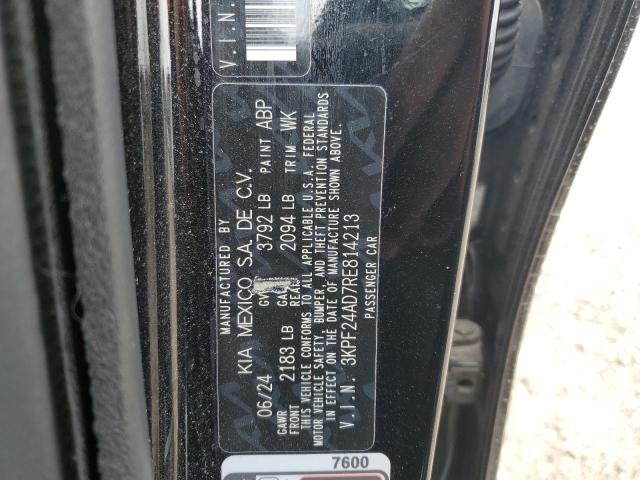 V.I.N.
MANUFACTURED BY
KIA MEXICO S.A. DE C.V.
06/24 3792 LB PAINT ABP
GAWR FRONT 2183 LB REAR 2094 LB TRIM WK
THIS VEHICLE CONFORMS TO ALL APPLICABLE U.S.A. FEDERAL
MOTOR VEHICLE SAFETY, BUMPER, AND THEFT PREVENTION STANDARDS
IN EFFECT ON THE DATE OF MANUFACTURE SHOWN ABOVE.
V.I.N. 3KPF24AD7RE814213
PASSENGER CAR
7600